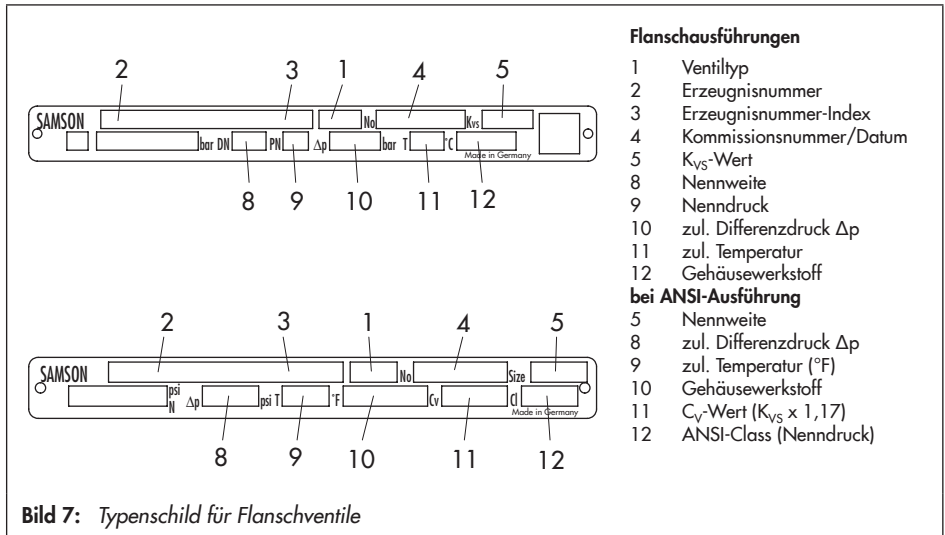 Flanschausführungen
1 Ventiltyp
2 Erzeugnisnummer
3 Erzeugnisnummer-Index
4 Kommissionsnummer/Datum
5 KVS-Wert
8 Nennweite
9 Nenndruck
10 zul. Differenzdruck Δp
11 zul. Temperatur
12 Gehäusewerkstoff
bei ANSI-Ausführung
5 Nennweite
8 zul. Differenzdruck Δp
9 zul. Temperatur (°F)
10 Gehäusewerkstoff
11 CV-Wert (KVS x 1,17)
12 ANSI-Class (Nenndruck)
2 3 1 4 5
SAMSON No Kvs
bar DN PN Δp bar T °C
Made in Germany
8 9 10 11 12
2 3 1 4 5
SAMSON No Size
psi
N Δp psi T °F Cv Cl
Made in Germany
8 9 10 11 12
Bild 7: Typenschild für Flanschventile